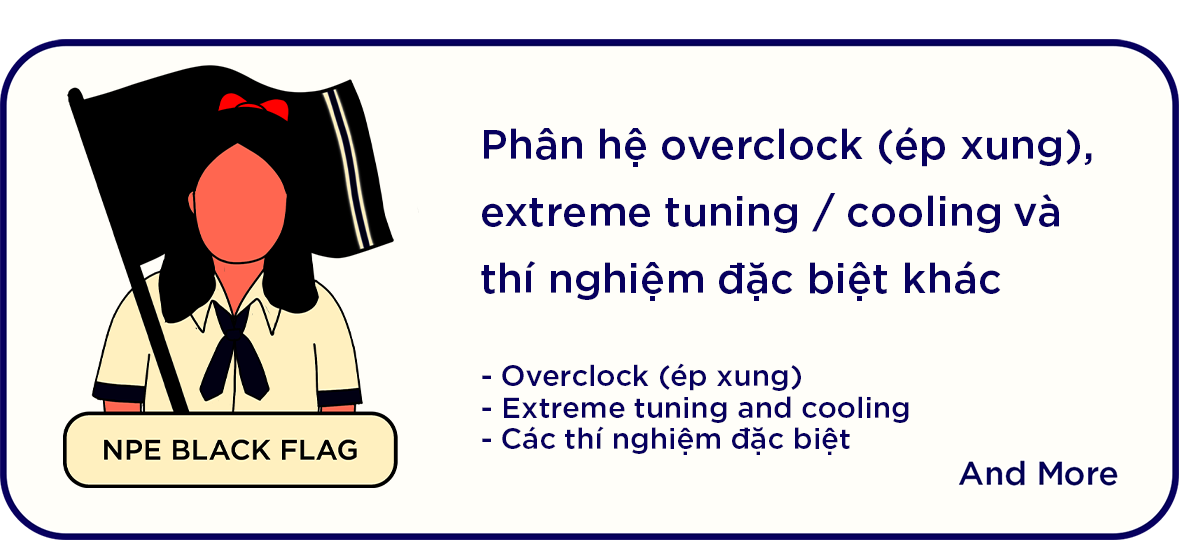 Phân hệ overclock (ép xung),
extreme tuning / cooling và
thí nghiệm đặc biệt khác
- Overclock (ép xung)
- Extreme tuning and cooling
- Các thí nghiệm đặc biệt
And More
NPE BLACK FLAG